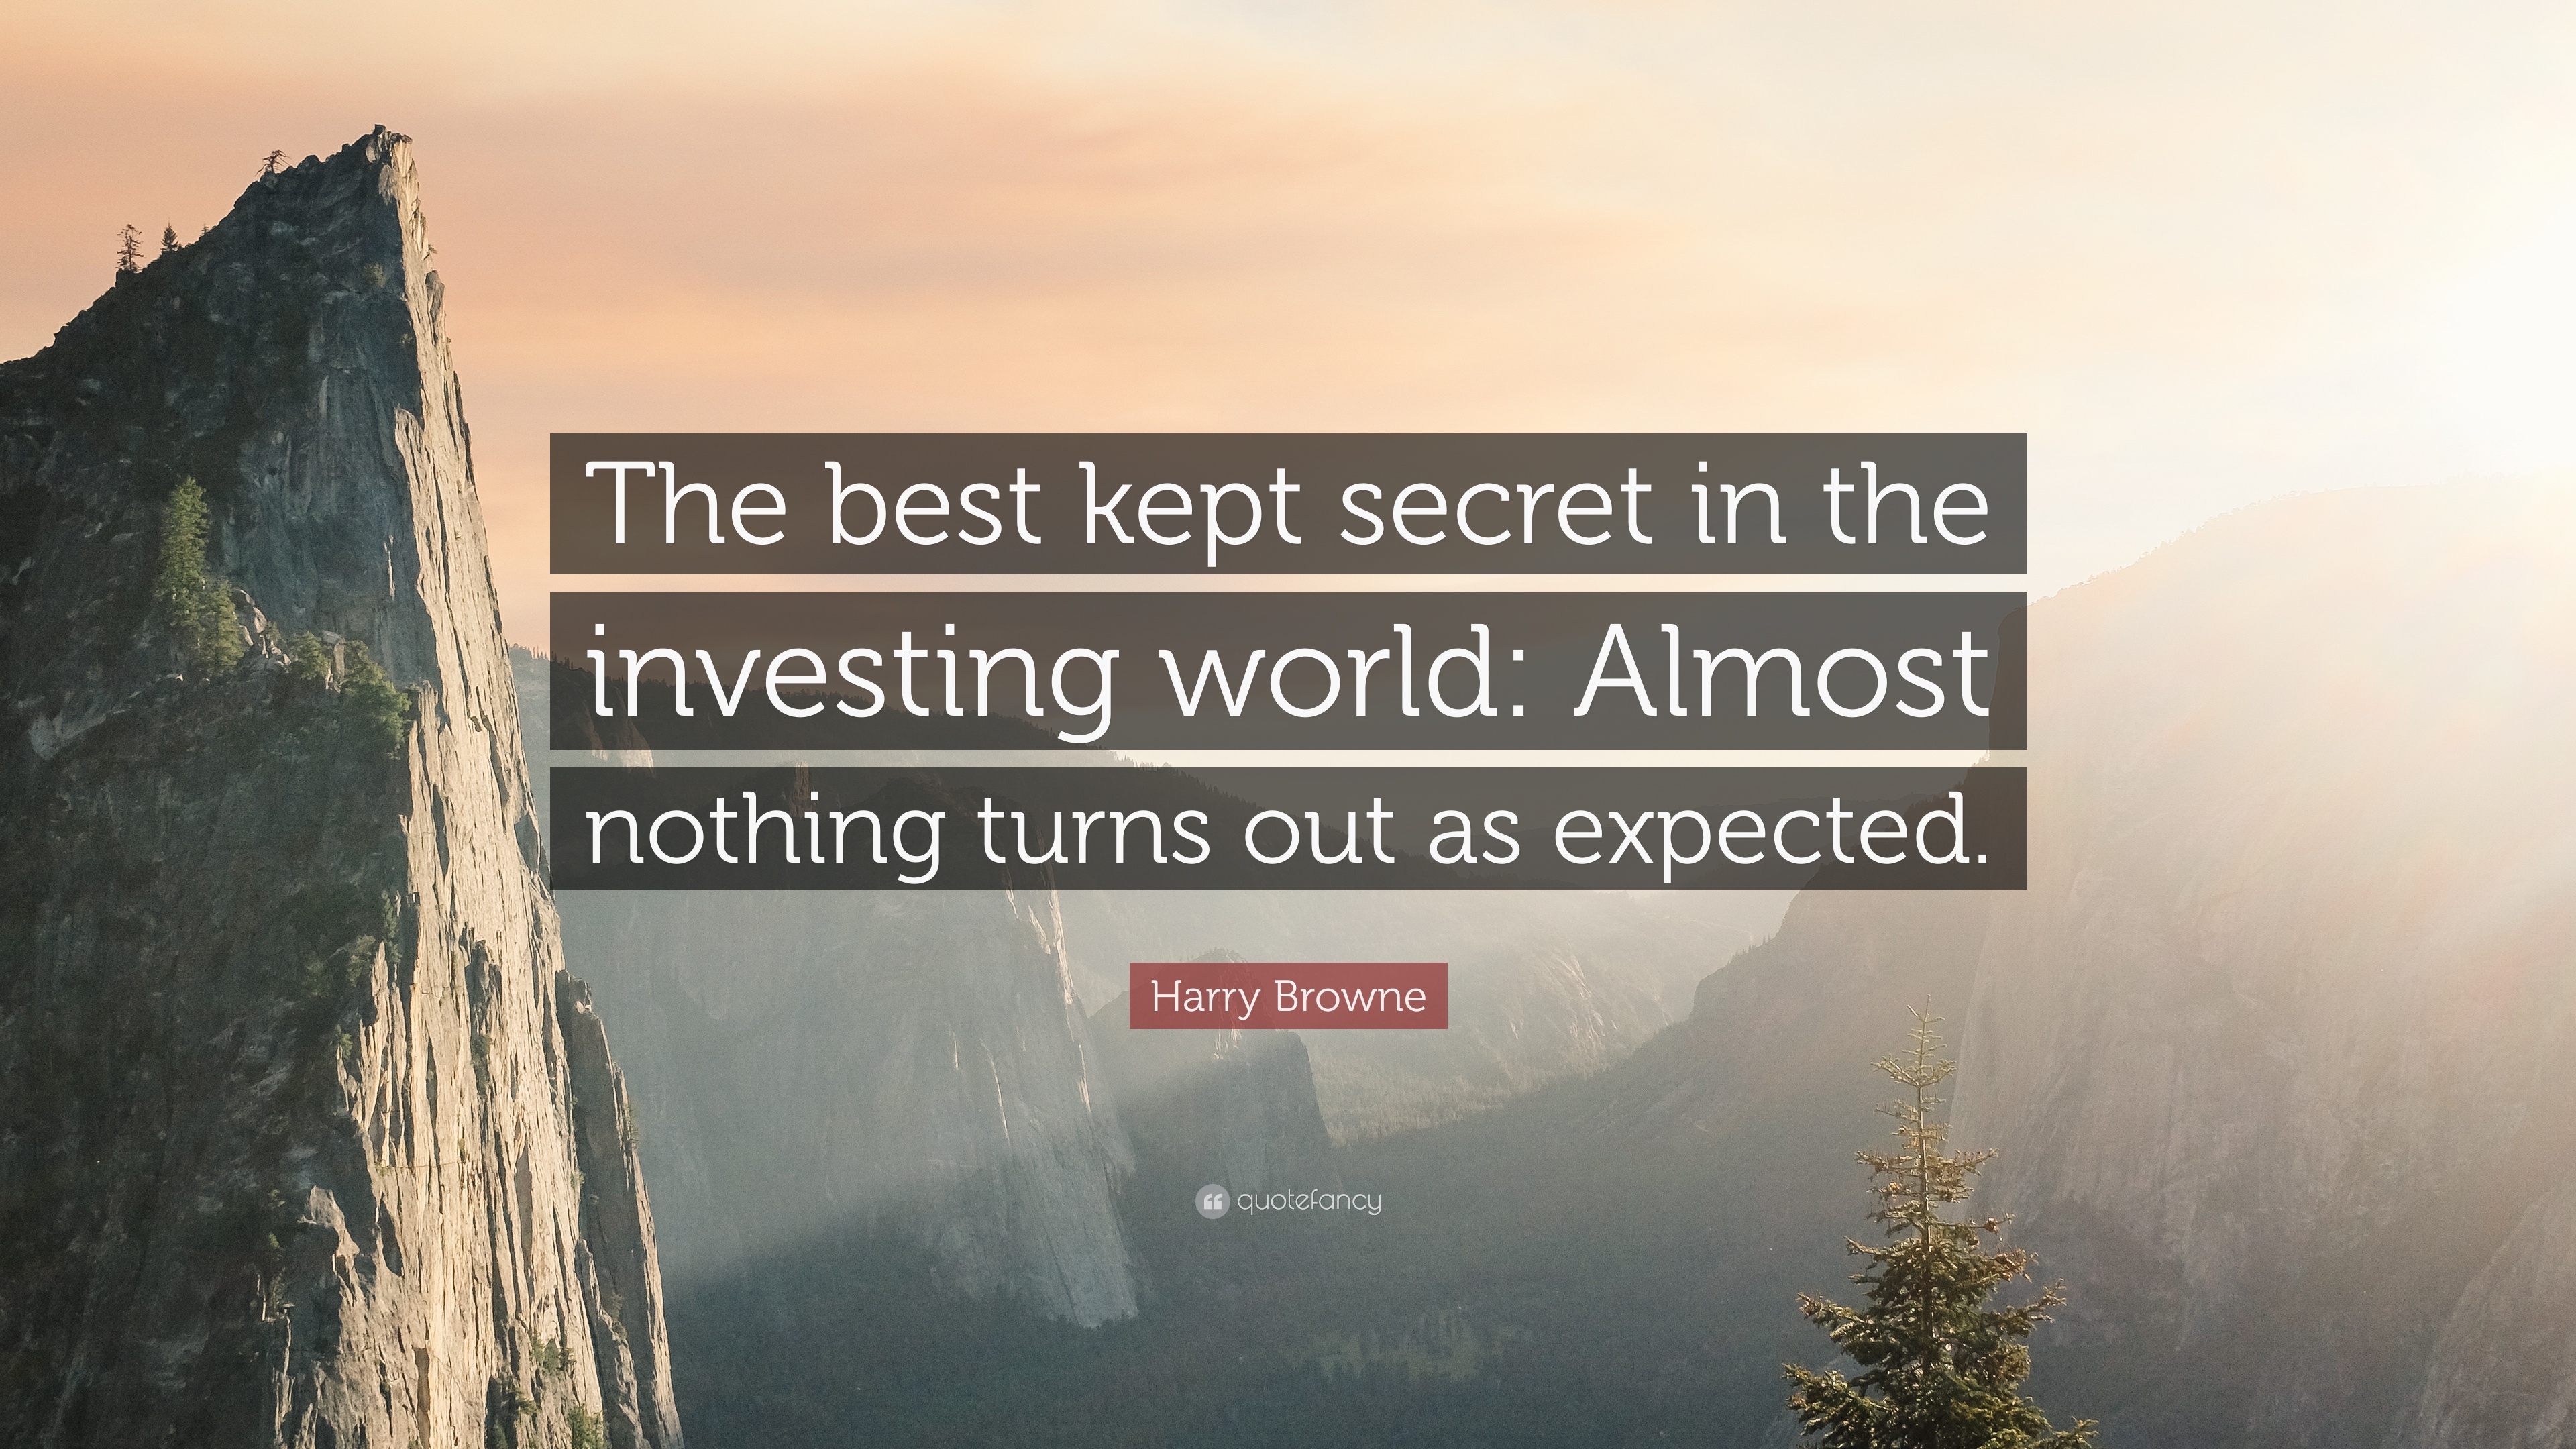 The best kept secret in the
investing world: Almost
nothing turns out as expected.
Harry Browne
quotefancy